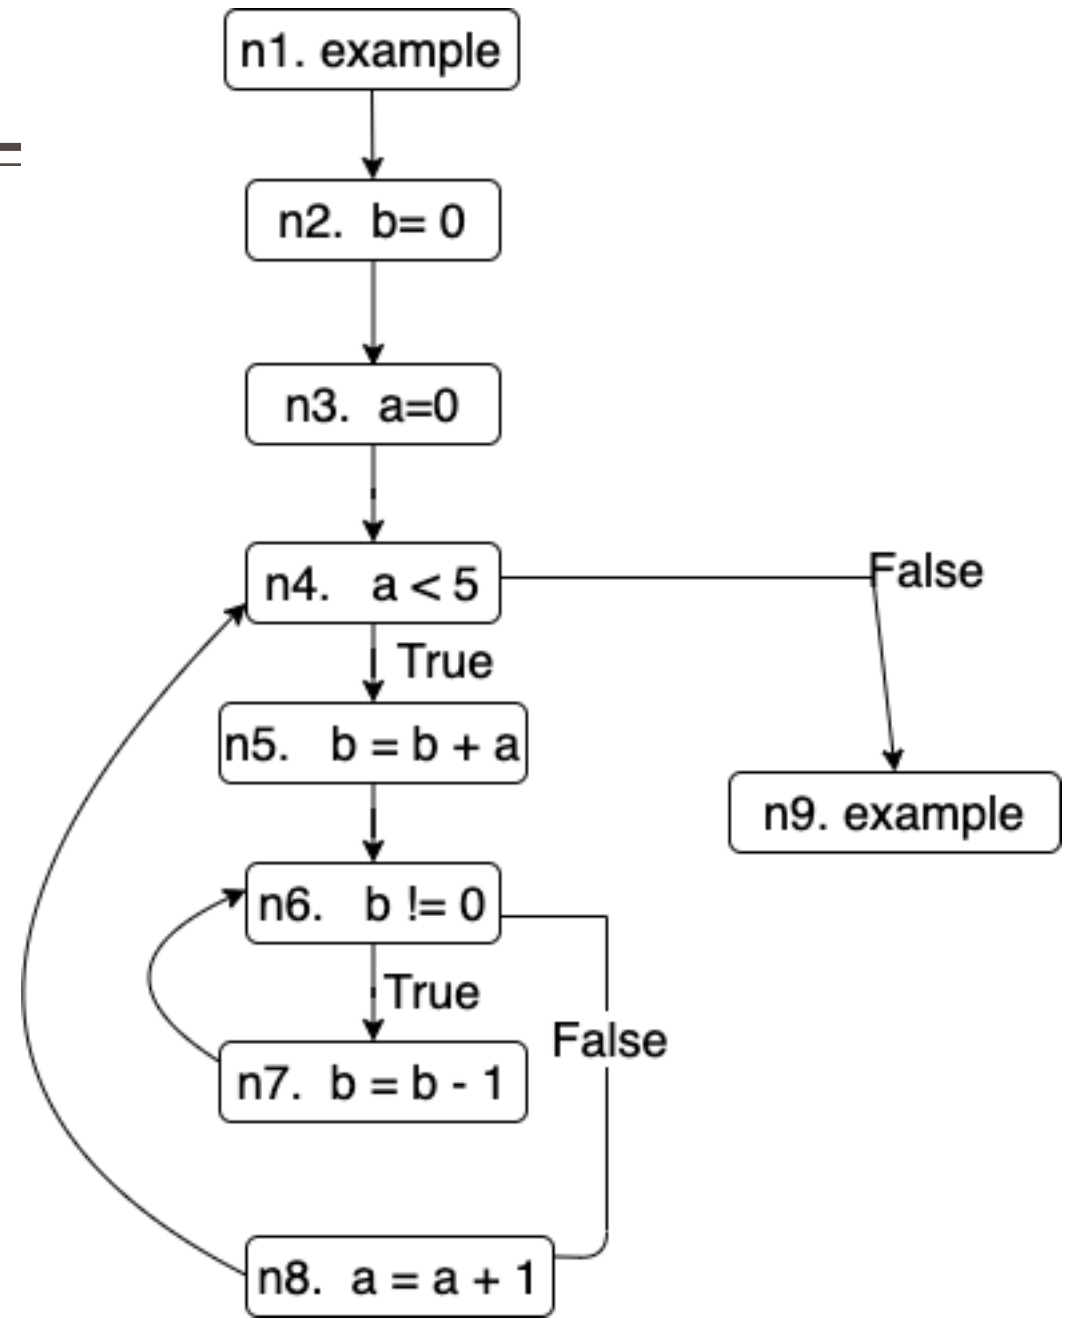 n1. example
n2. b= 0
n3. a=0
n4. a < 5
False
True
n5. b = b + a
n9. example
n6. b != 0
True
False
n7. b = b - 1
n8. a = a + 1